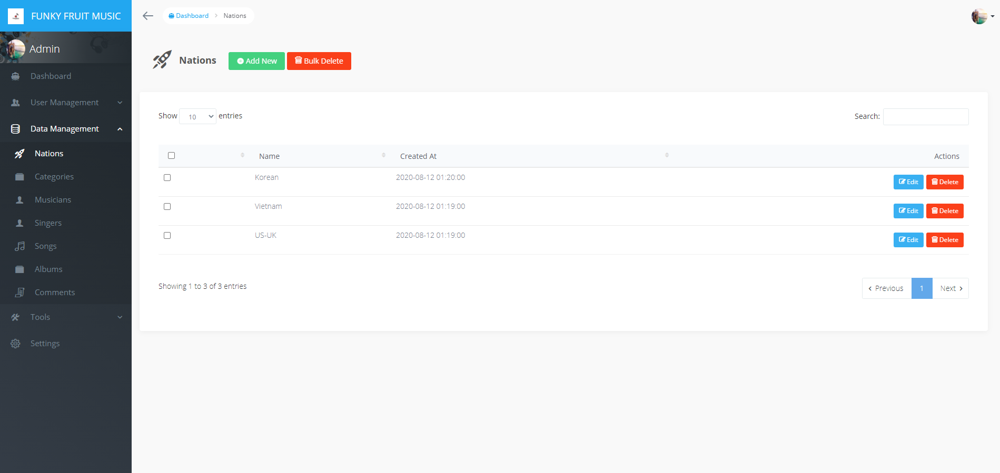 FUNKY FRUIT MUSIC
Dashboard
Nations
Admin
Dashboard
User Management
Data Management
Nations
Categories
Musicians
Singers
Songs
Albums
Comments
Tools
Settings
Nations
Add New
Bulk Delete
Show 10 entries
Search:
Name Created At Actions
Korean 2020-08-12 01:20:00 Edit Delete
Vietnam 2020-08-12 01:19:00 Edit Delete
US-UK 2020-08-12 01:19:00 Edit Delete
Showing 1 to 3 of 3 entries
Previous 1 Next